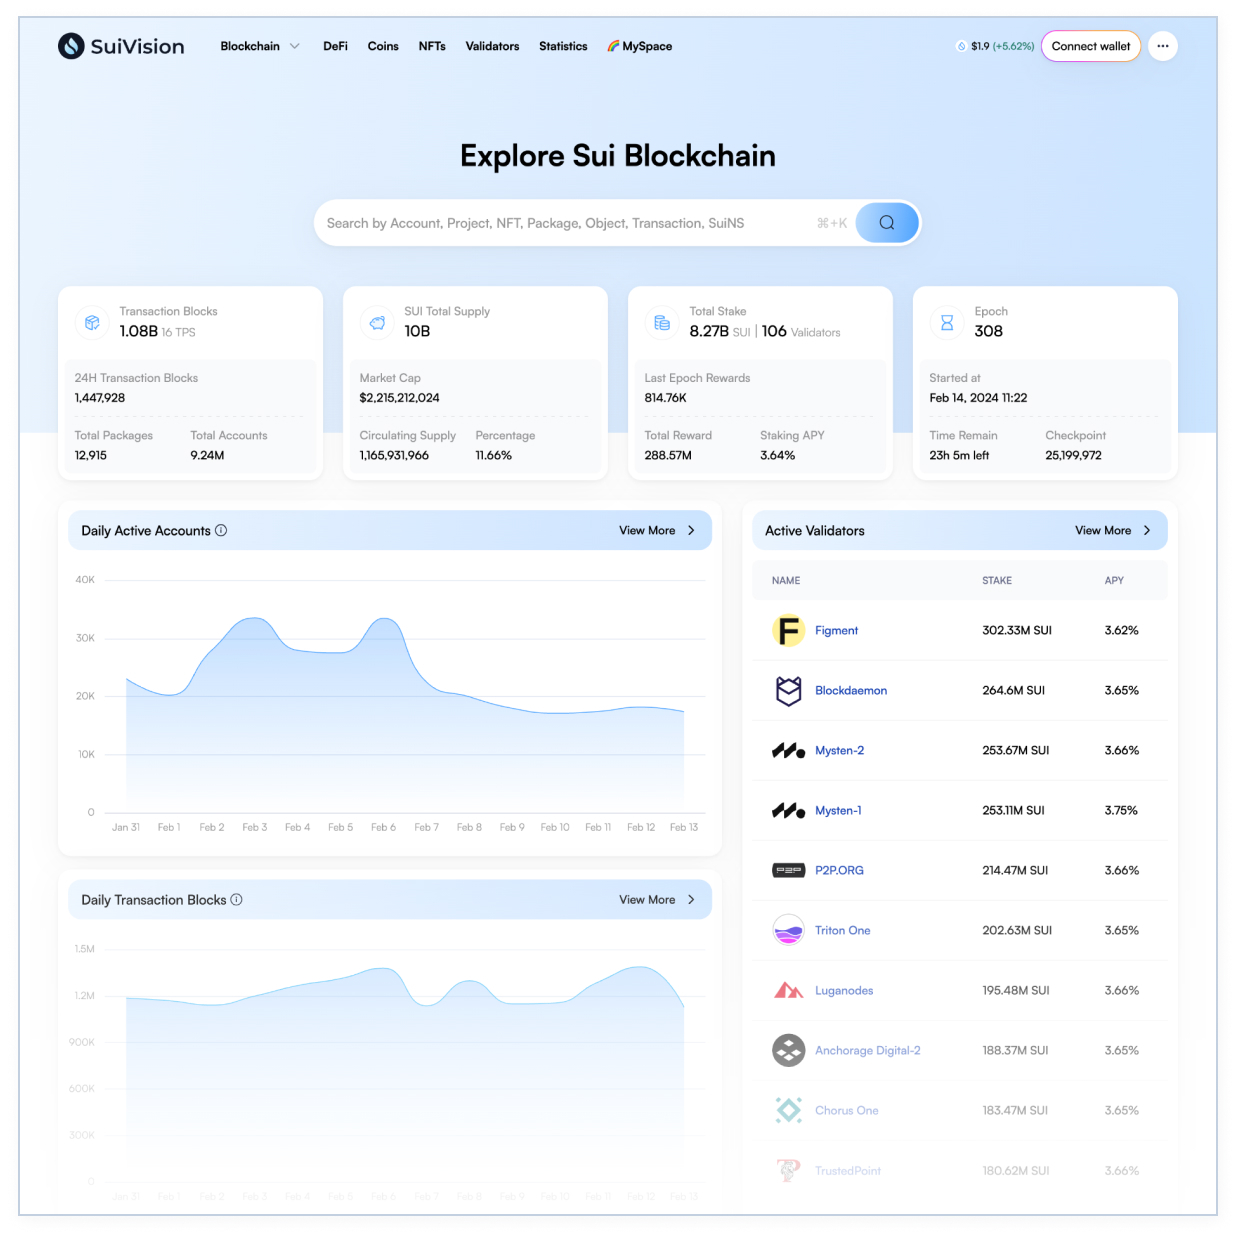 SuiVision Blockchain DeFi Coins NFTs Validators Statistics MySpace $1.9 (+5.62%) Connect wallet ...
Explore Sui Blockchain
Search by Account, Project, NFT, Package, Object, Transaction, SuiNS ⌘+K
Transaction Blocks
1.08B 16 TPS
24H Transaction Blocks
1,447,928
Total Packages Total Accounts
12,915 9.24M
SUI Total Supply
10B
Market Cap
$2,215,212,024
Circulating Supply Percentage
1,165,931,966 11.66%
Total Stake
8.27B SUI | 106 Validators
Last Epoch Rewards
814.76K
Total Reward Staking APY
288.57M 3.64%
Epoch
308
Started at
Feb 14, 2024 11:22
Time Remain Checkpoint
23h 5m left 25,199,972
Daily Active Accounts View More
40K
30K
20K
10K
0
Jan 31 Feb 1 Feb 2 Feb 3 Feb 4 Feb 5 Feb 6 Feb 7 Feb 8 Feb 9 Feb 10 Feb 11 Feb 12 Feb 13
Daily Transaction Blocks View More
1.5M
1.2M
900K
600K
300K
0
Jan 31 Feb 1 Feb 2 Feb 3 Feb 4 Feb 5 Feb 6 Feb 7 Feb 8 Feb 9 Feb 10 Feb 11 Feb 12 Feb 13
Active Validators View More
NAME STAKE APY
F Figment 302.33M SUI 3.62%
Blockdaemon 264.6M SUI 3.65%
Mysten-2 253.67M SUI 3.66%
Mysten-1 253.11M SUI 3.75%
P2P P2P.ORG 214.47M SUI 3.66%
Triton One 202.63M SUI 3.65%
Luganodes 195.48M SUI 3.66%
Anchorage Digital-2 188.37M SUI 3.65%
Chorus One 183.47M SUI 3.65%
TrustedPoint 180.62M SUI 3.66%